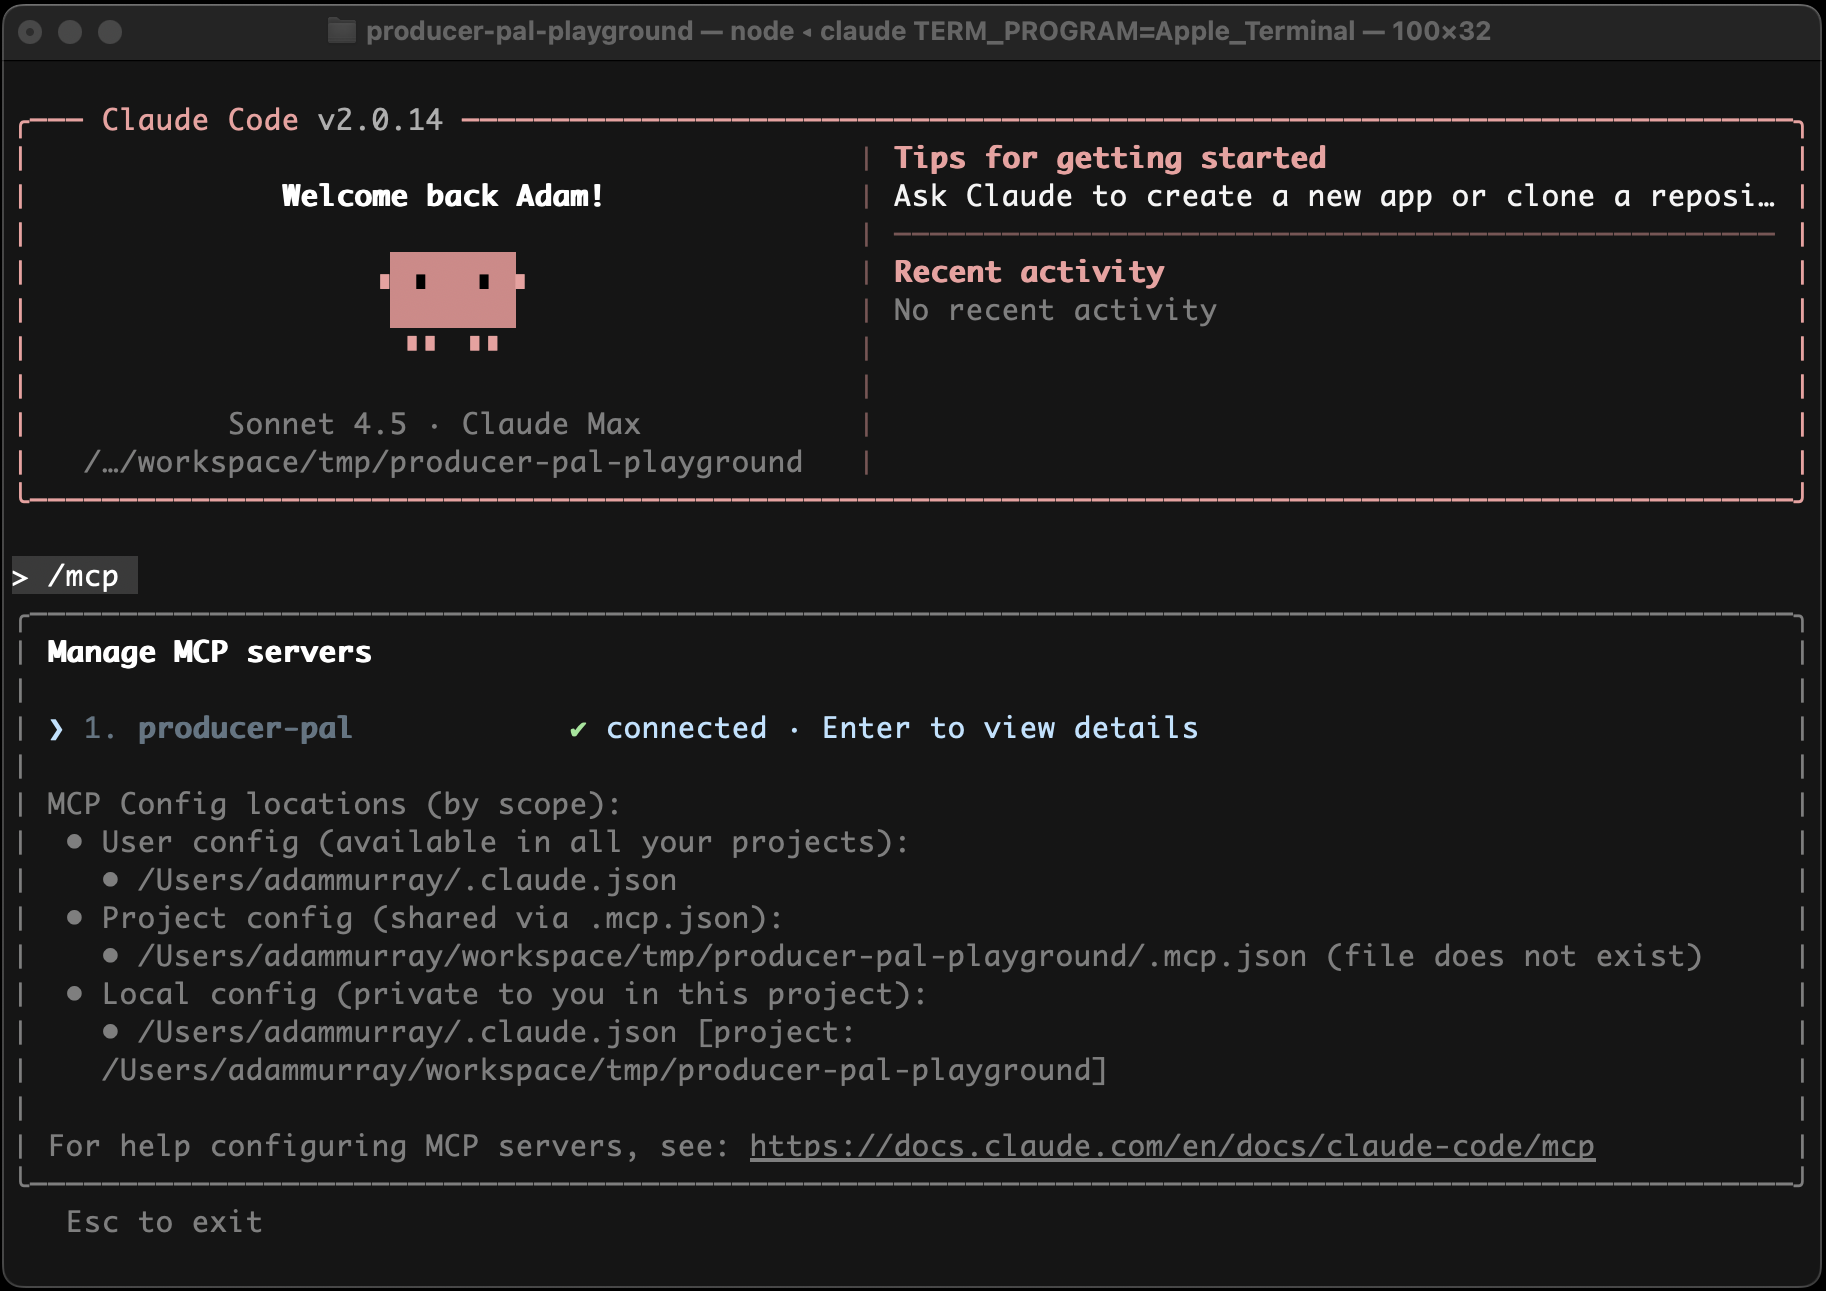 producer-pal-playground — node ◂ claude TERM_PROGRAM=Apple_Terminal — 100×32
Claude Code v2.0.14
Welcome back Adam!
Sonnet 4.5 · Claude Max
/…/workspace/tmp/producer-pal-playground
Tips for getting started
Ask Claude to create a new app or clone a reposi…
Recent activity
No recent activity
> /mcp
Manage MCP servers
❯ 1. producer-pal ✔ connected · Enter to view details
MCP Config locations (by scope):
● User config (available in all your projects):
● /Users/adammurray/.claude.json
● Project config (shared via .mcp.json):
● /Users/adammurray/workspace/tmp/producer-pal-playground/.mcp.json (file does not exist)
● Local config (private to you in this project):
● /Users/adammurray/.claude.json [project:
/Users/adammurray/workspace/tmp/producer-pal-playground]
For help configuring MCP servers, see: https://docs.claude.com/en/docs/claude-code/mcp
Esc to exit